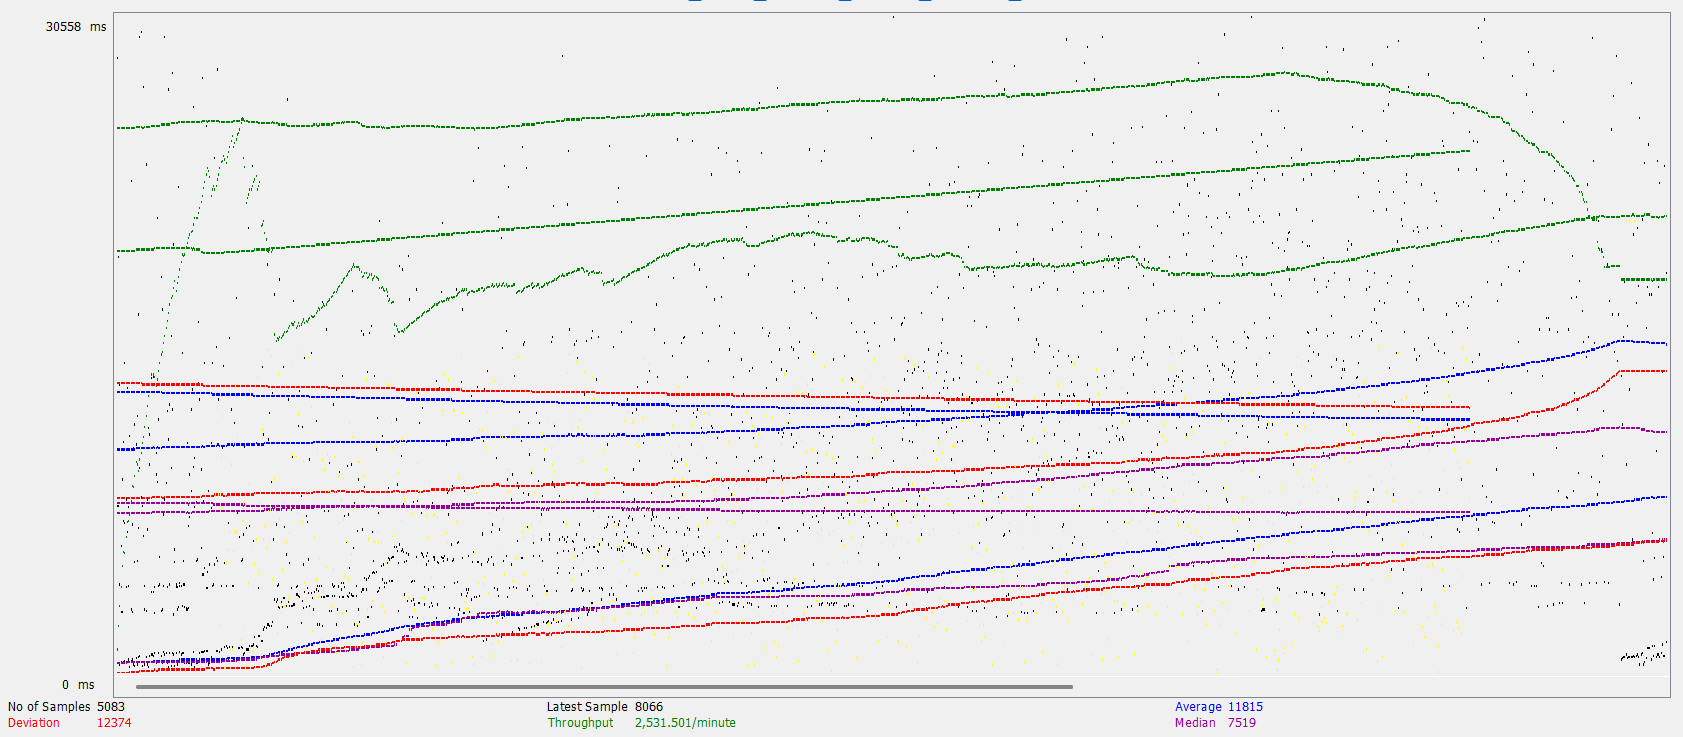 30558 ms
0 ms
No of Samples 5083 Latest Sample 8066 Average 11815
Deviation 12374 Throughput 2,531.501/minute Median 7519